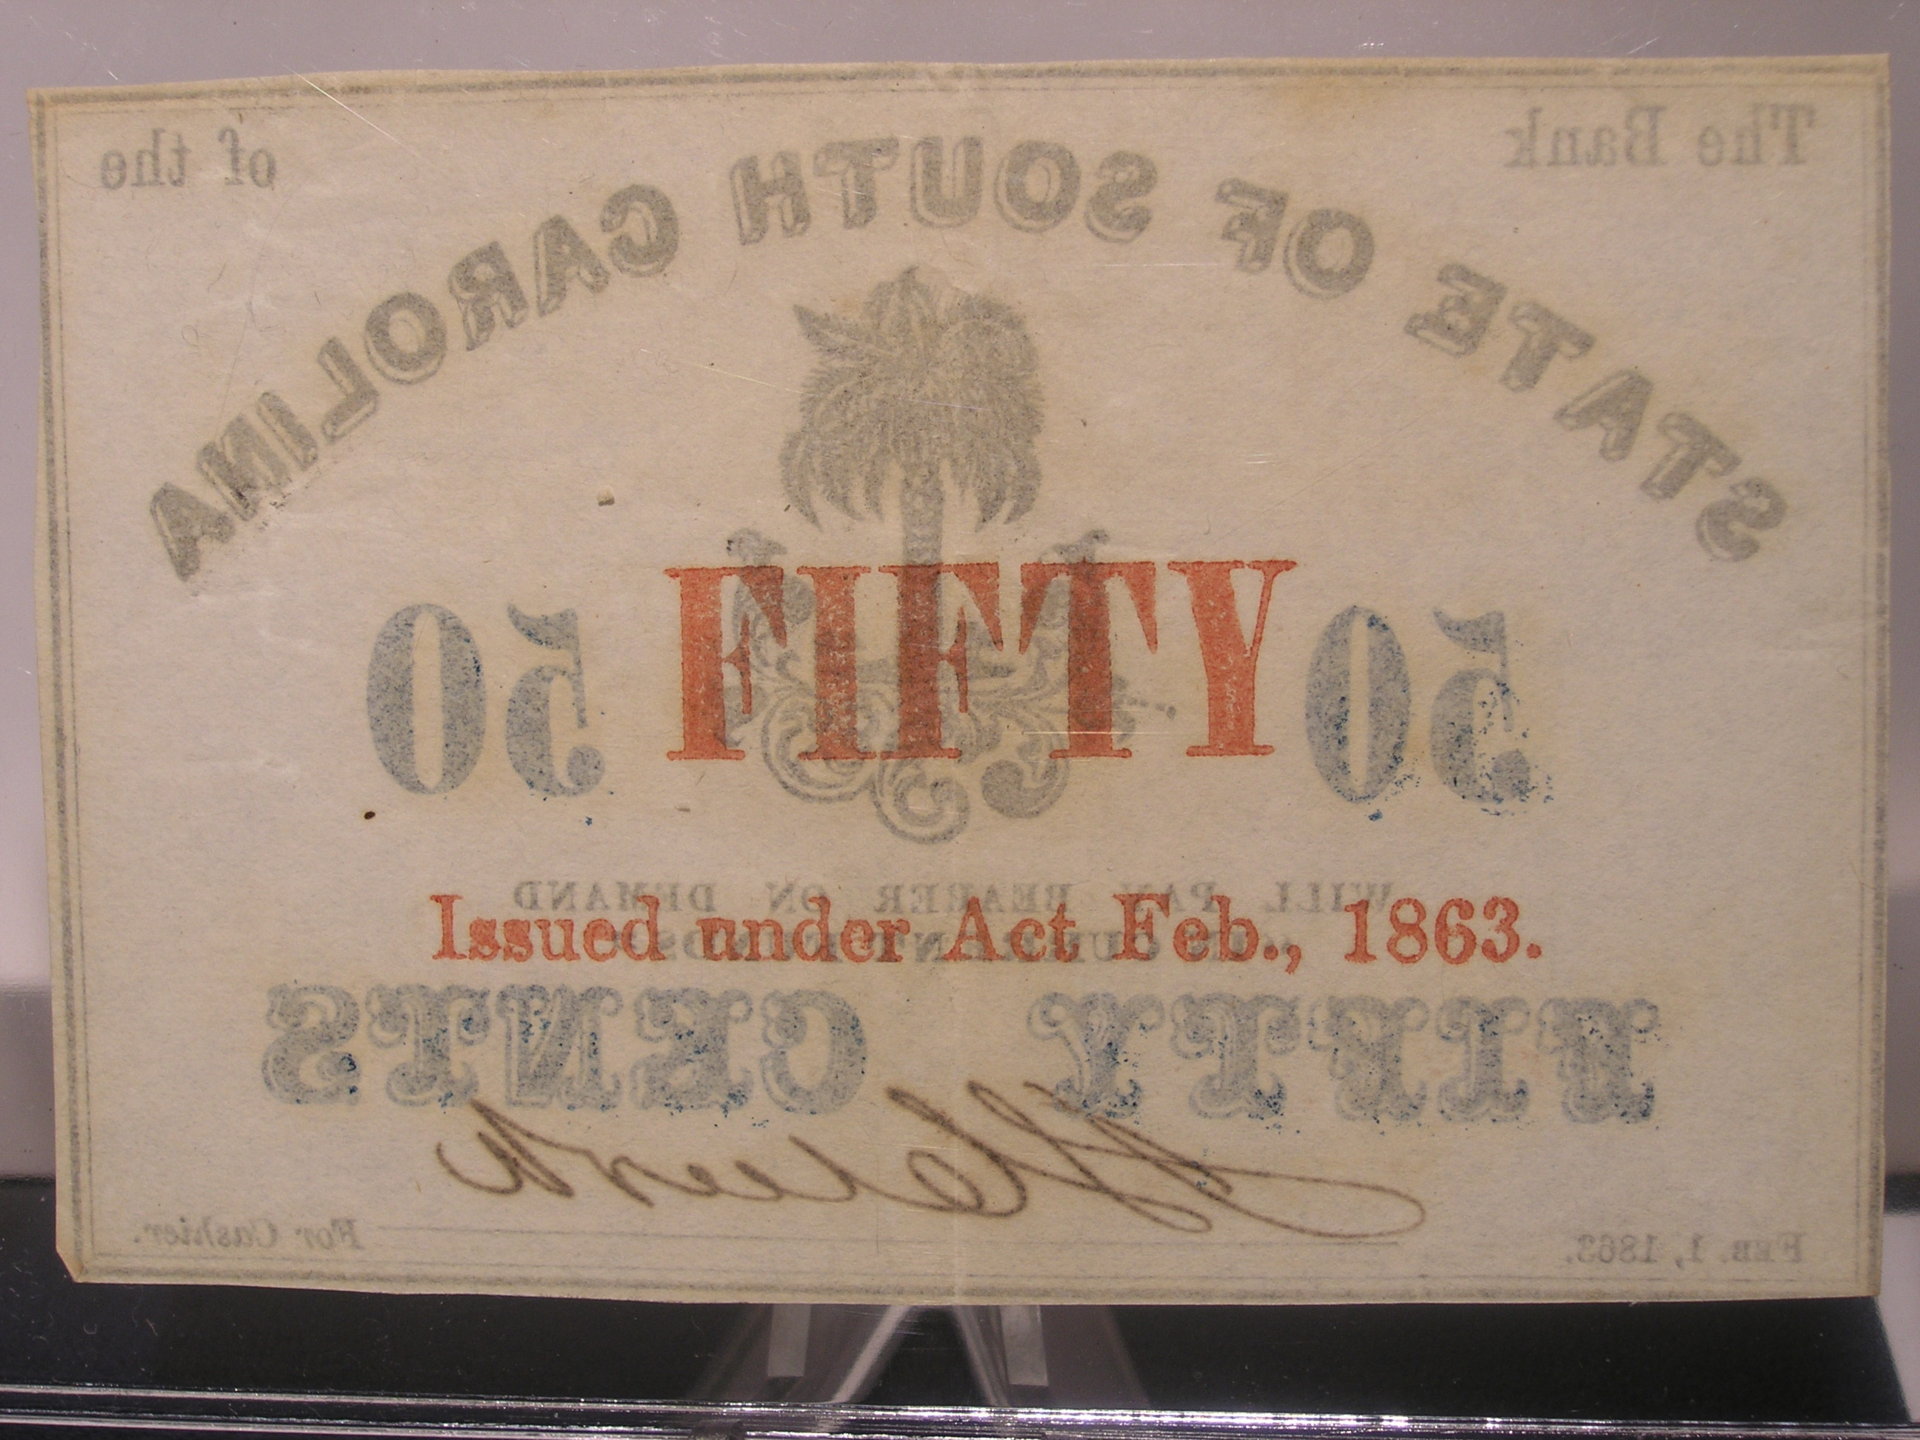 The Bank of the
STATE OF SOUTH CAROLINA
50 FIFTY 50
WILL PAY BEARER ON DEMAND
Issued under Act Feb., 1863.
FIFTY CENTS
FEB. 1, 1863. For Cashier.